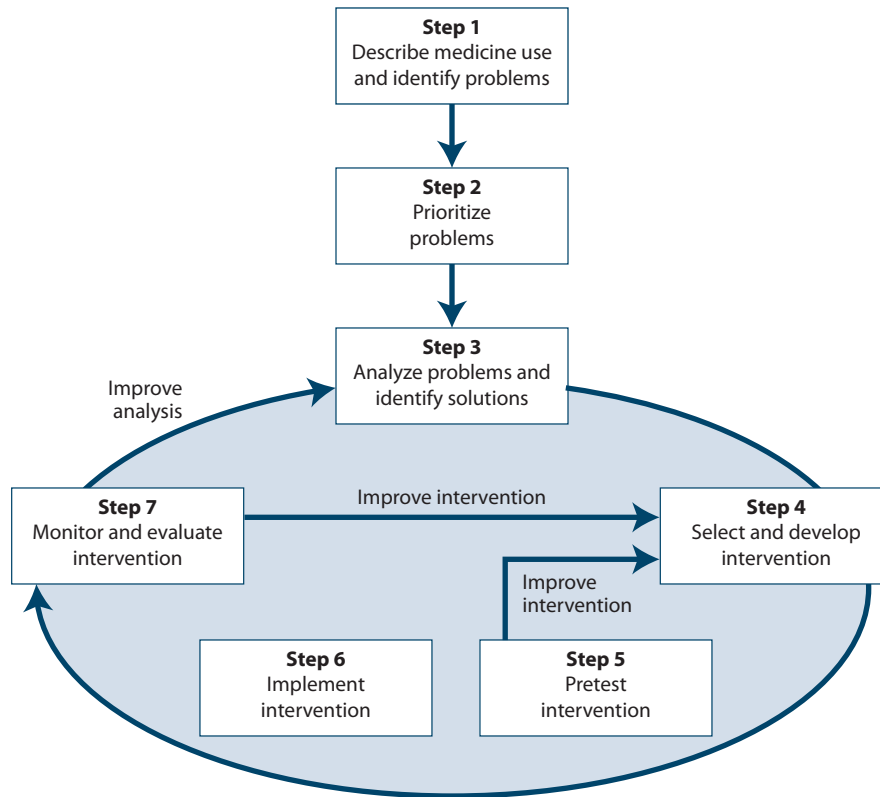 Step 1
Describe medicine use
and identify problems
Step 2
Prioritize
problems
Step 3
Analyze problems and
identify solutions
Improve
analysis
Step 7
Monitor and evaluate
intervention
Improve intervention
Step 4
Select and develop
intervention
Improve
intervention
Step 6
Implement
intervention
Step 5
Pretest
intervention